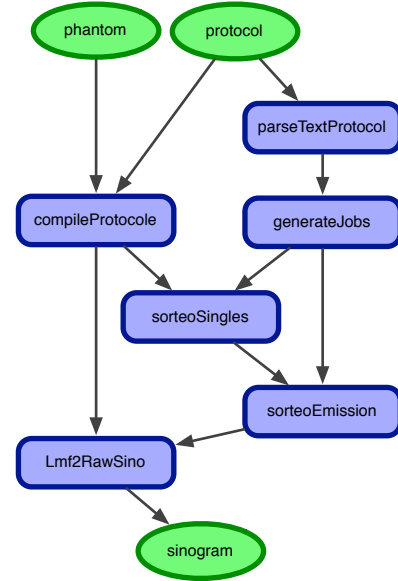 phantom
protocol
parseTextProtocol
compileProtocole
generateJobs
sorteoSingles
sorteoEmission
Lmf2RawSino
sinogram